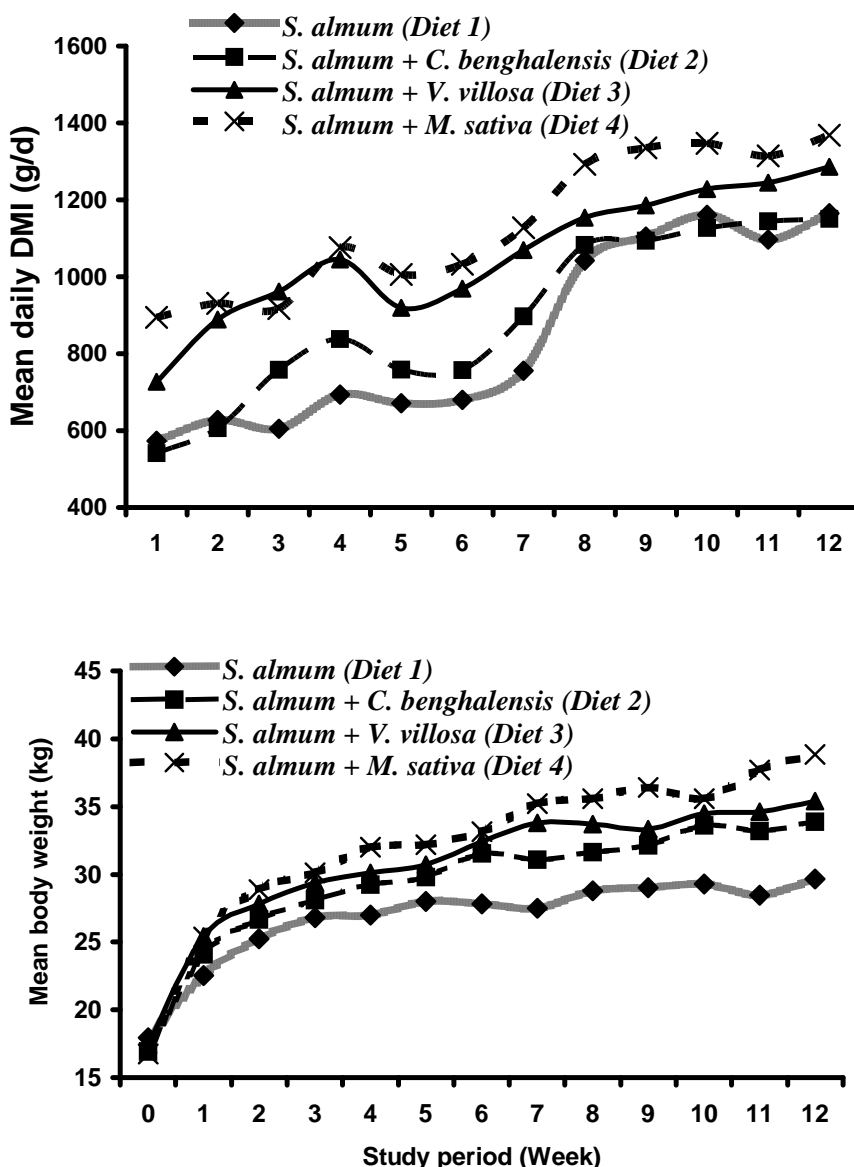 S. almum (Diet 1)
S. almum + C. benghalensis (Diet 2)
S. almum + V. villosa (Diet 3)
S. almum + M. sativa (Diet 4)
Mean daily DMI (g/d)
1600
1400
1200
1000
800
600
400
1 2 3 4 5 6 7 8 9 10 11 12
S. almum (Diet 1)
S. almum + C. benghalensis (Diet 2)
S. almum + V. villosa (Diet 3)
S. almum + M. sativa (Diet 4)
Mean body weight (kg)
45
40
35
30
25
20
15
0 1 2 3 4 5 6 7 8 9 10 11 12
Study period (Week)